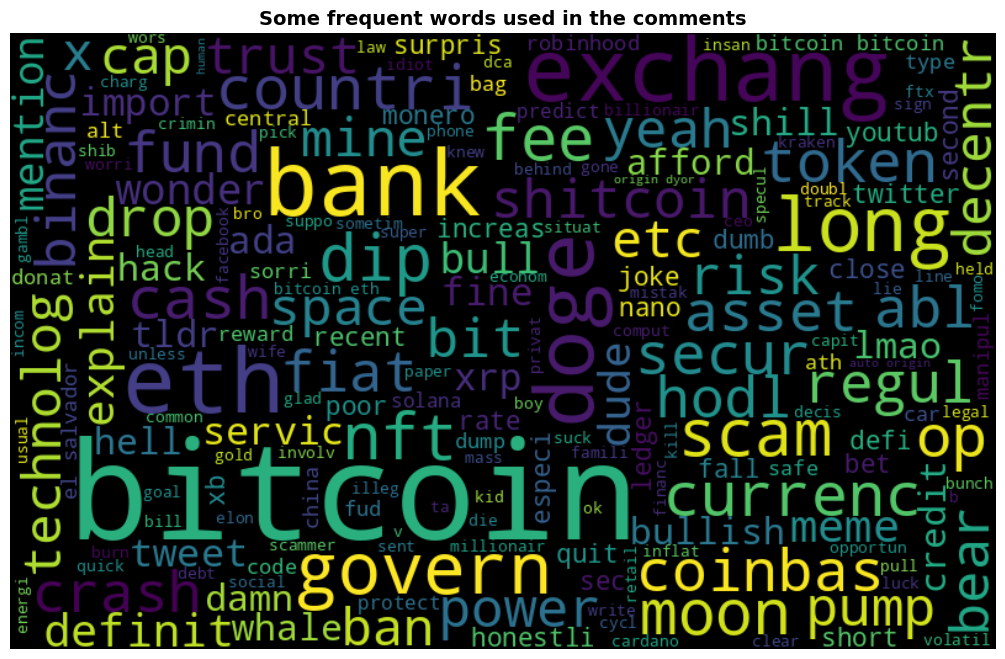 Some frequent words used in the comments
wors
law
surpris
robinhood
insan
bitcoin bitcoin
x
cap
trust
human
idiot
dca
exchang
type
decentr
mention
binanc
charg
countri
bag
billionair
ftx
sign
second
import
monero
predict
alt
crimin
central
mine
phone
fee
yeah
shill
youtub
shib
fund
pick
knew
behind
gone
afford
kraken
token
worri
bank
origin dyor
wonder
shitcoin
specul
doubl
track
twitter
gambl
drop
bro
suppo
sometim
increas
situat
etc
dumb
ceo
long
explain
ada
facebook
super
head
hack
sorri
dip
bull
econom
doge
joke
risk
close
line
held
donat
bitcoin eth
fine
mistak
nano
lie
fomo
cash
space
asset
abl
manipul
incom
technolog
tldr
reward
recent
bit
privat
comput
capit
lmao
unless
wife
paper
xrp
dude
secur
ath
auto origin
eth
fiat
glad
solana
boy
hodl
regul
el salvador
common
poor
rate
decis
car
legal
usual
hell
servic
nft
dump
suck
ledger
kill
scam
defi
op
gold
involv
mass
famili
fall
safe
bet
bitcoin
xb
china
especi
financ
currenc
credit
bunch
goal
illeg
kid
ok
b
bill
elon
fud
ta
die
bullish
meme
bear
v
burn
tweet
code
scammer
sent
millionair
quit
inflat
opportun
quick
debt
social
govern
sec
retail
coinbas
pull
luck
energi
crash
damn
protect
power
write
moon
pump
definit
whale
ban
honestli
cycl
cardano
clear
short
volatil